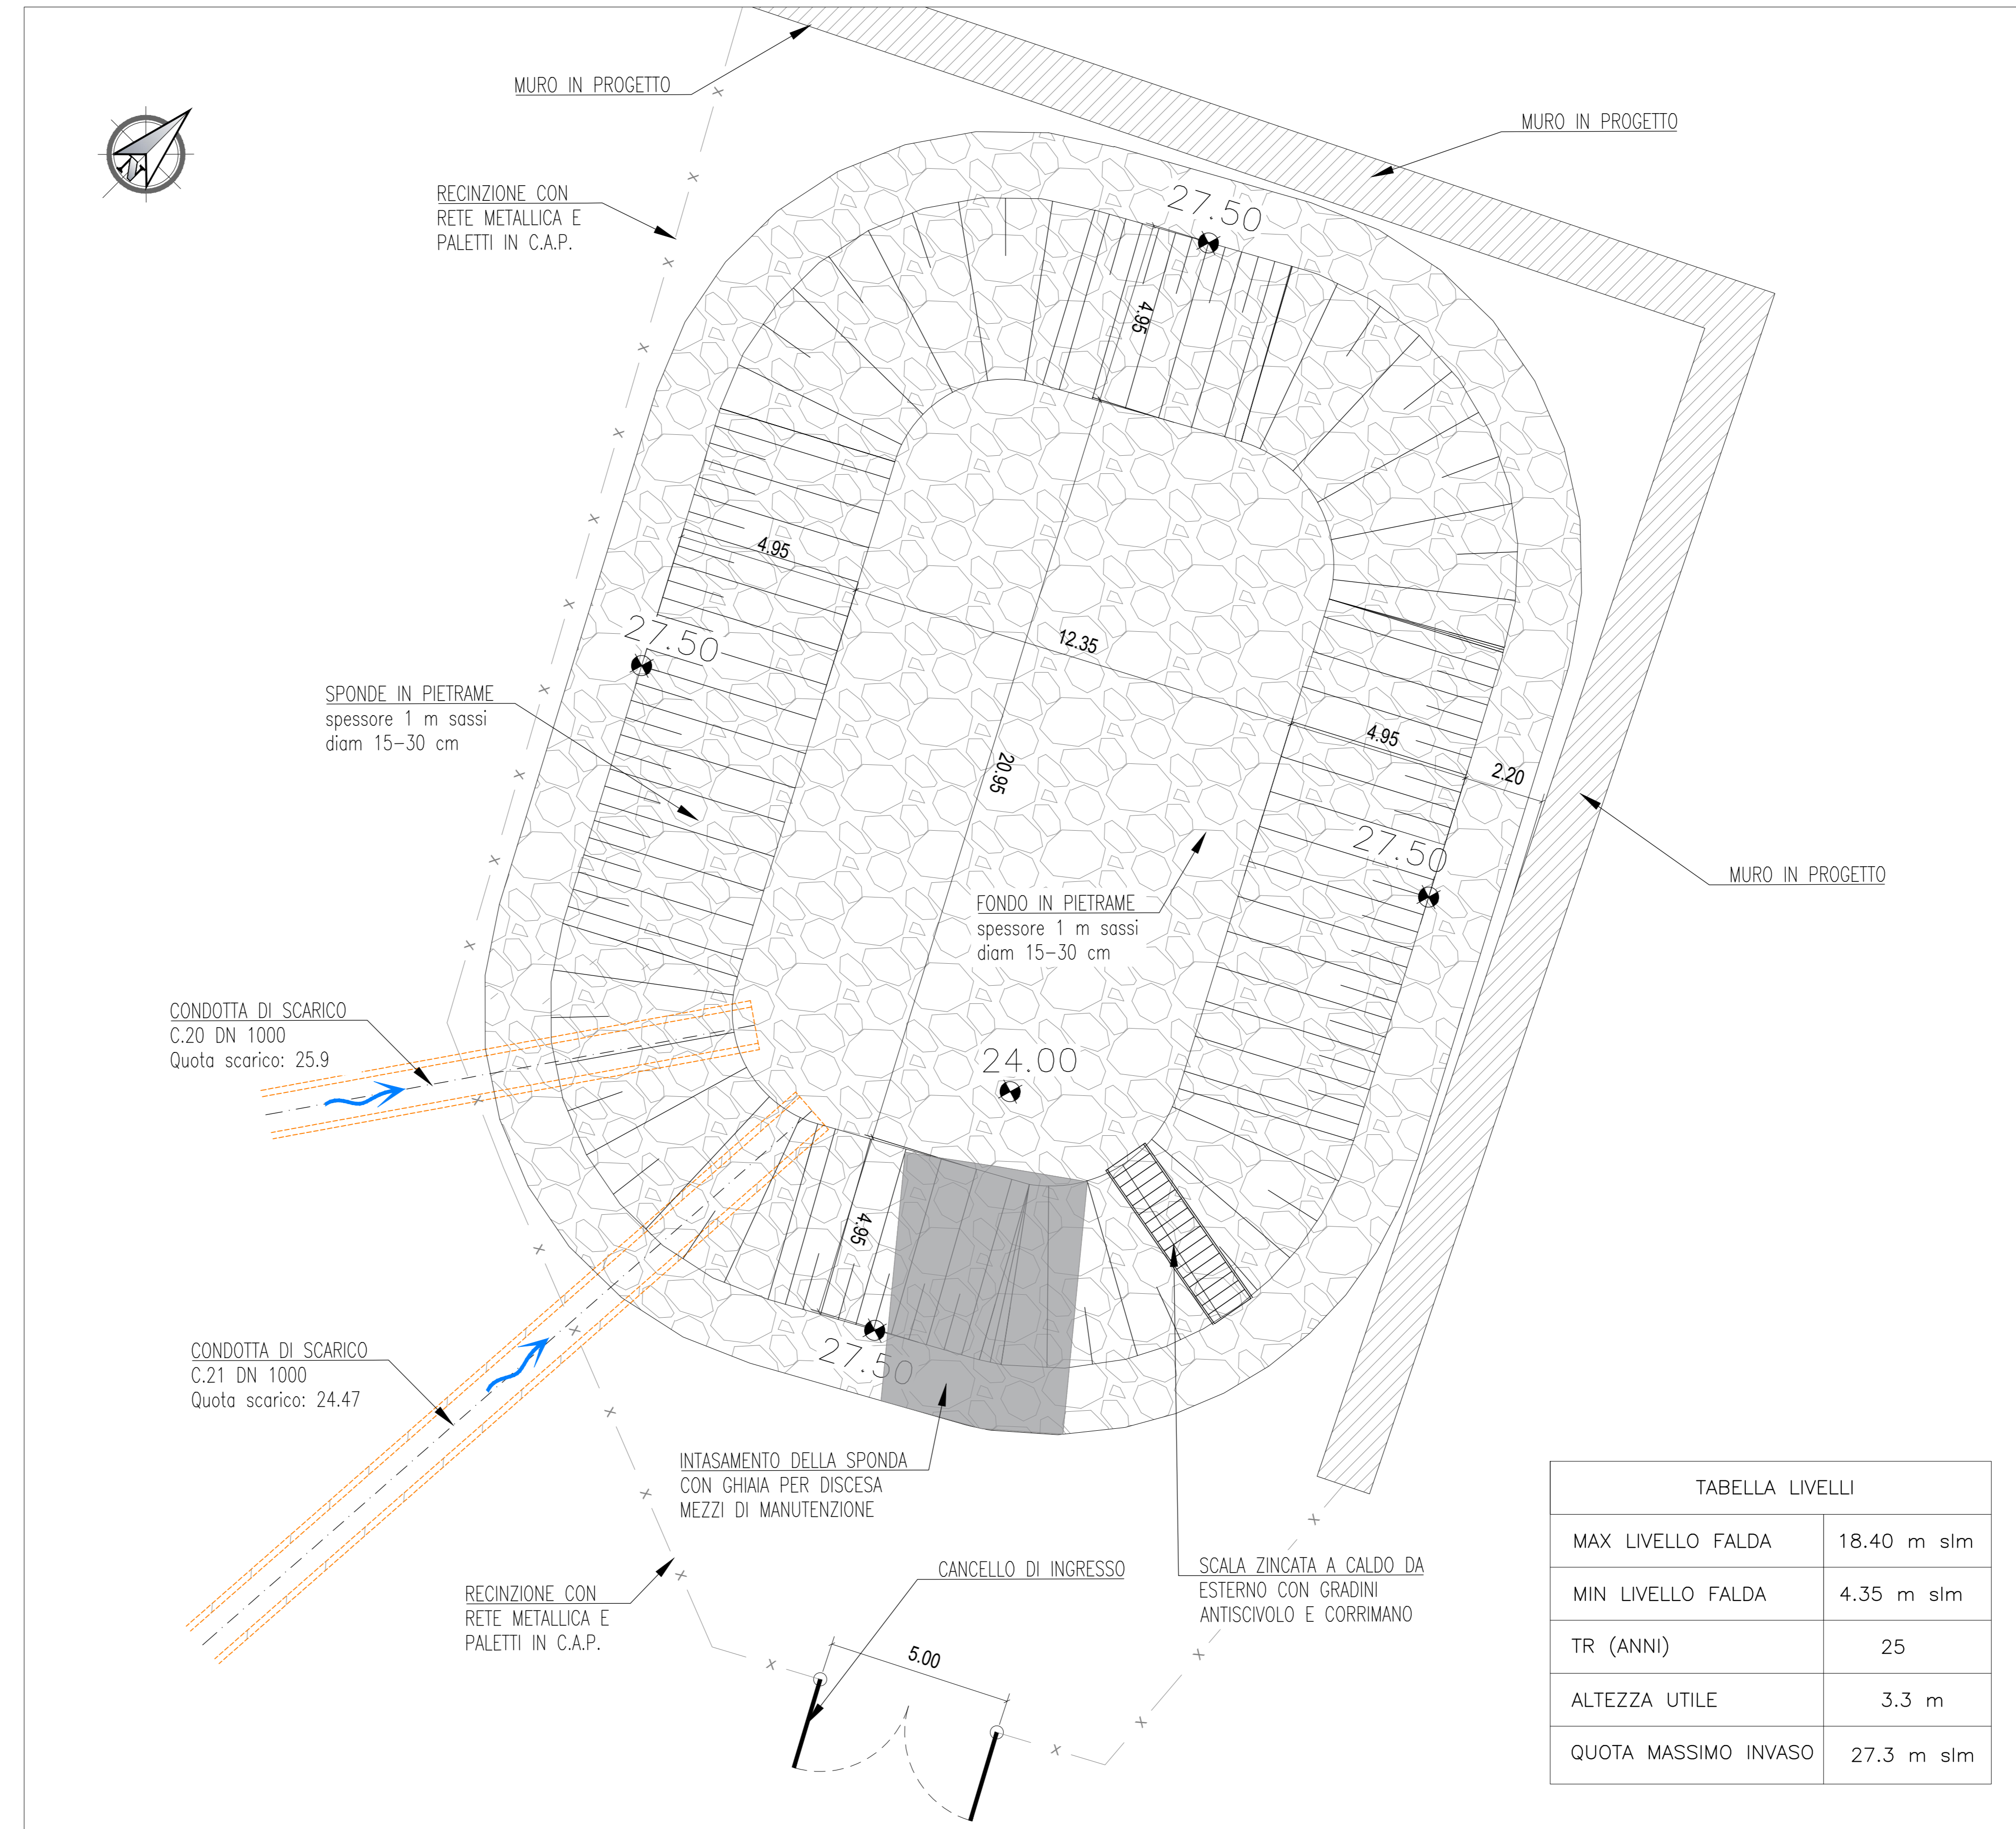 MURO IN PROGETTO
MURO IN PROGETTO
RECINZIONE CON
RETE METALLICA E
PALETTI IN C.A.P.
N
27.50
4.95
4.95
27.50
12.35
SPONDE IN PIETRAME
spessore 1 m sassi
diam 15-30 cm
20.95
4.95
2.20
27.50
MURO IN PROGETTO
FONDO IN PIETRAME
spessore 1 m sassi
diam 15-30 cm
CONDOTTA DI SCARICO
C.20 DN 1000
Quota scarico: 25.9
24.00
4.95
27.50
CONDOTTA DI SCARICO
C.21 DN 1000
Quota scarico: 24.47
INTASAMENTO DELLA SPONDA
CON GHIAIA PER DISCESA
MEZZI DI MANUTENZIONE
RECINZIONE CON
RETE METALLICA E
PALETTI IN C.A.P.
CANCELLO DI INGRESSO
5.00
SCALA ZINCATA A CALDO DA
ESTERNO CON GRADINI
ANTISCIVOLO E CORRIMANO
TABELLA LIVELLI
MAX LIVELLO FALDA 18.40 m slm
MIN LIVELLO FALDA 4.35 m slm
TR (ANNI) 25
ALTEZZA UTILE 3.3 m
QUOTA MASSIMO INVASO 27.3 m slm